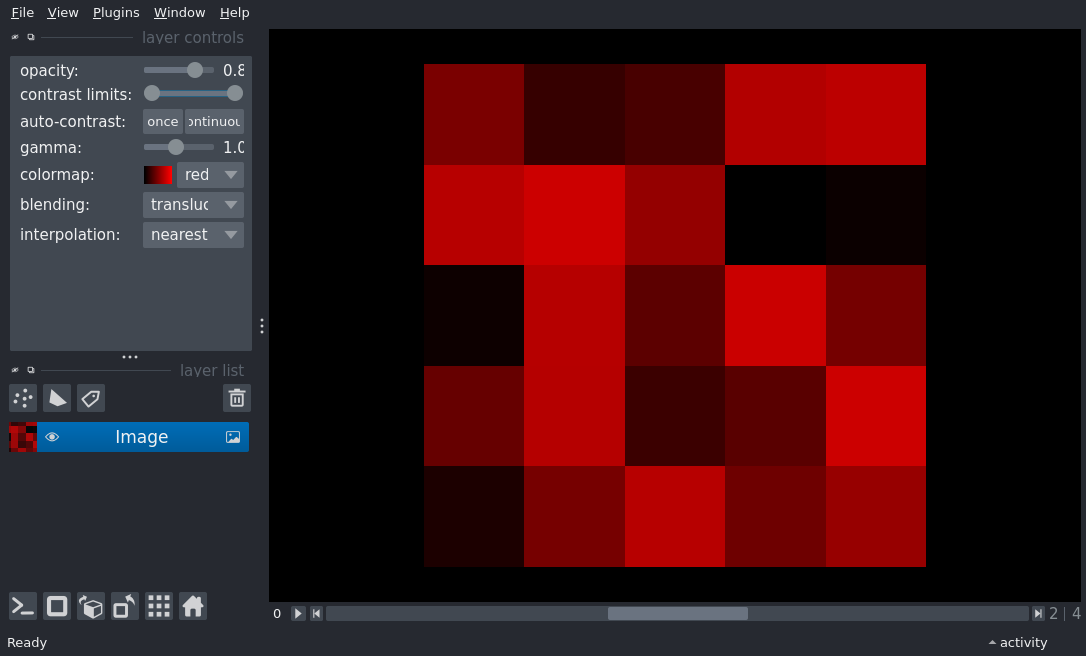 File View Plugins Window Help
layer controls
opacity: 0.8
contrast limits:
auto-contrast: once ontinuou
gamma: 1.0
colormap: red
blending: transluc
interpolation: nearest
layer list
Image
0 2 | 4
Ready activity